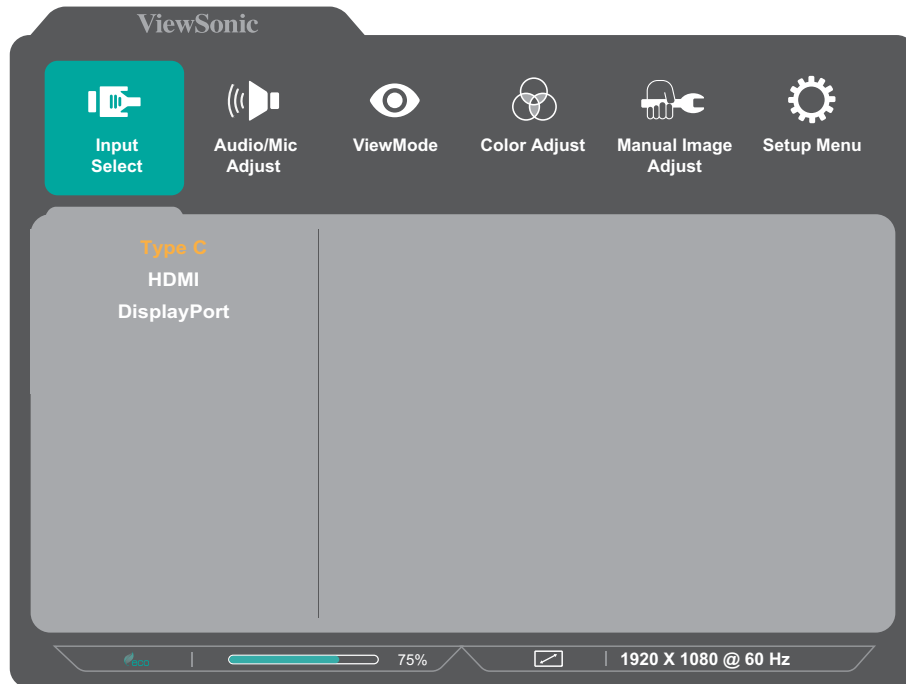 ViewSonic
Input
Select
Audio/Mic
Adjust
ViewMode
Color Adjust
Manual Image
Adjust
Setup Menu
Type C
HDMI
DisplayPort
eco
75%
1920 X 1080 @ 60 Hz